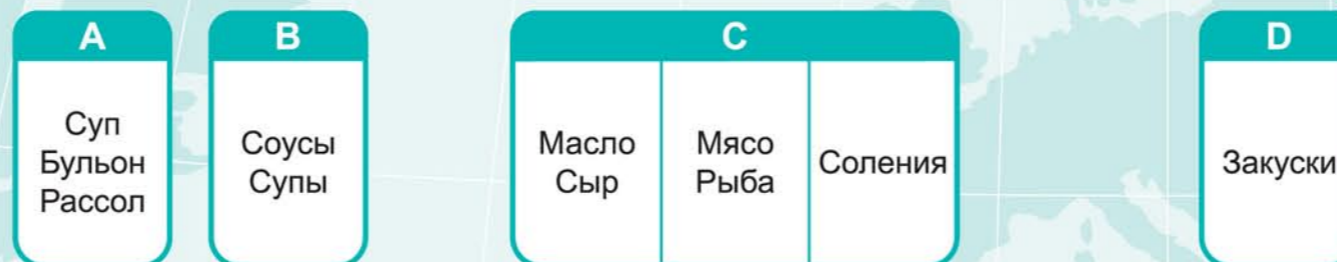 A
Суп
Бульон
Рассол
B
Соусы
Супы
C
Масло
Сыр
Мясо
Рыба
Соления
D
Закуски